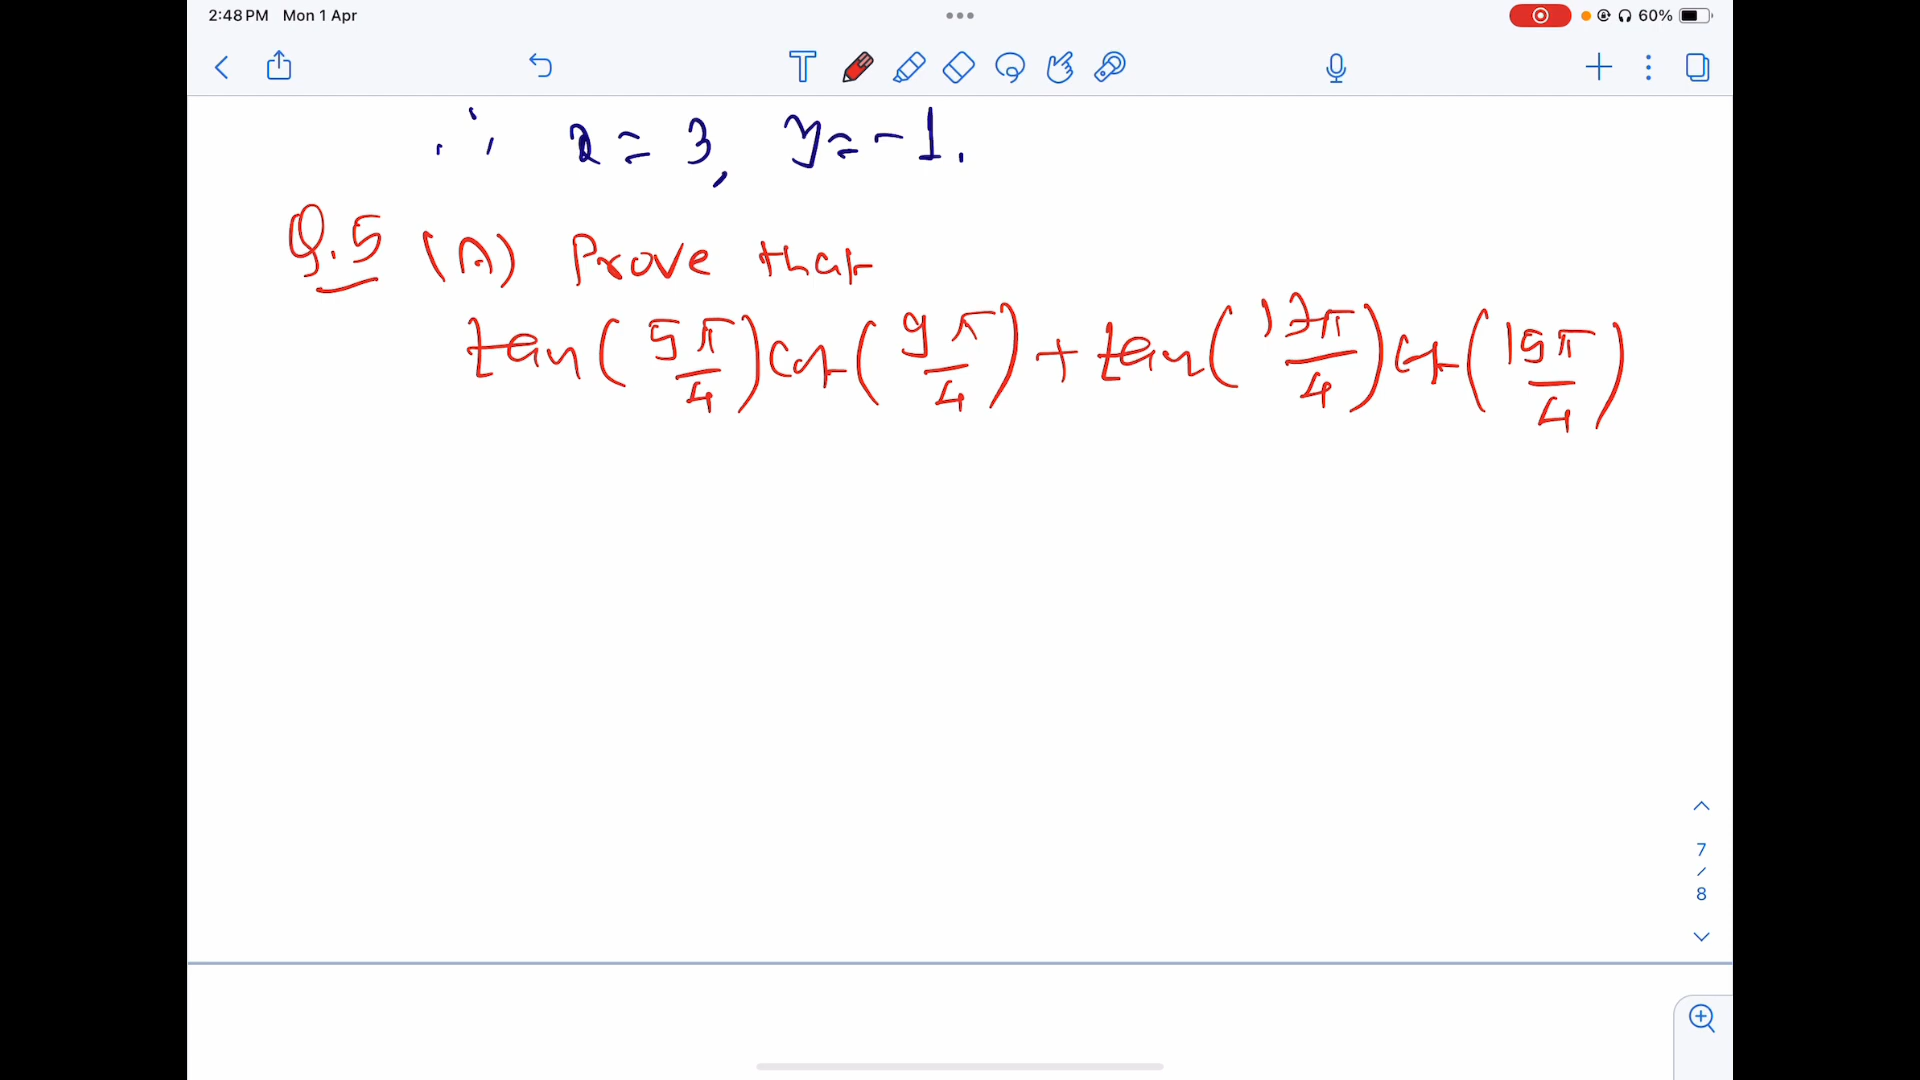 2:48 PM Mon 1 Apr
60%
∴ x = 3, y = -1.
Q.5 (A) Prove that
tan(5π/4)cot(9π/4) + tan(17π/4)cot(15π/4)
7
/
8